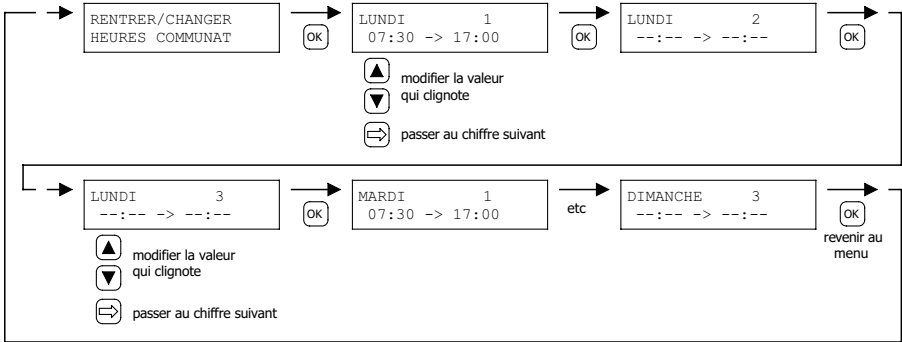 RENTRER/CHANGER
HEURES COMMUNAT
OK
LUNDI 1
07:30 -> 17:00
OK
LUNDI 2
--:-- -> --:--
OK
modifier la valeur
qui clignote
passer au chiffre suivant
LUNDI 3
--:-- -> --:--
OK
MARDI 1
07:30 -> 17:00
etc
DIMANCHE 3
--:-- -> --:--
OK
revenir au
menu
modifier la valeur
qui clignote
passer au chiffre suivant